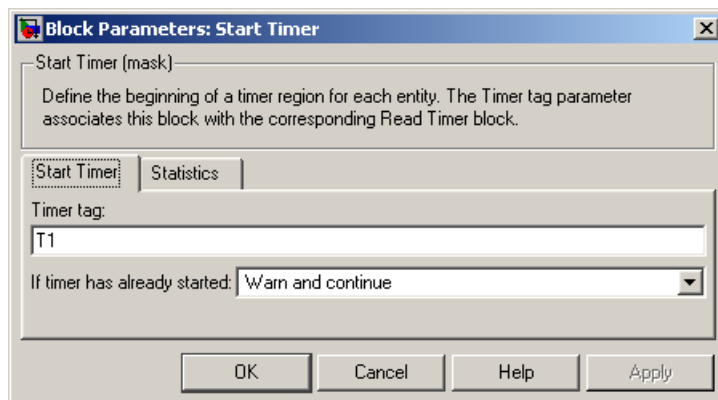 Block Parameters: Start Timer
Start Timer (mask)
Define the beginning of a timer region for each entity. The Timer tag parameter
associates this block with the corresponding Read Timer block.
Start Timer Statistics
Timer tag:
T1
If timer has already started: Warn and continue
OK Cancel Help Apply